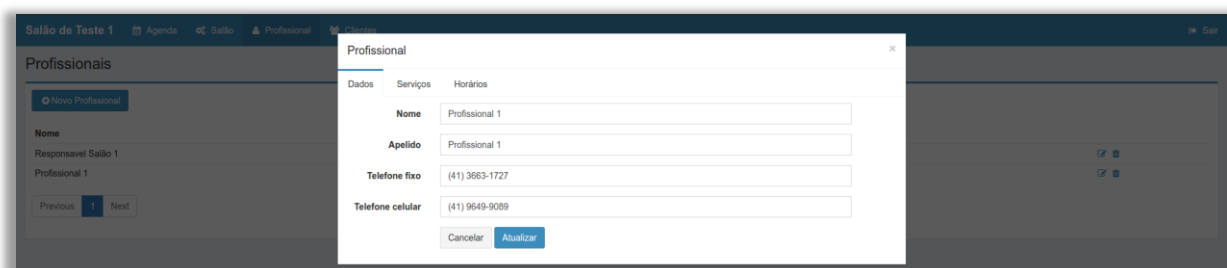 Salão de Teste 1 Agenda Salão Profissional Clientes Sair
Profissionais
Novo Profissional
Nome
Responsavel Salão 1
Profissional 1
Previous 1 Next
Profissional ×
Dados Serviços Horários
Nome Profissional 1
Apelido Profissional 1
Telefone fixo (41) 3663-1727
Telefone celular (41) 9649-9089
Cancelar Atualizar